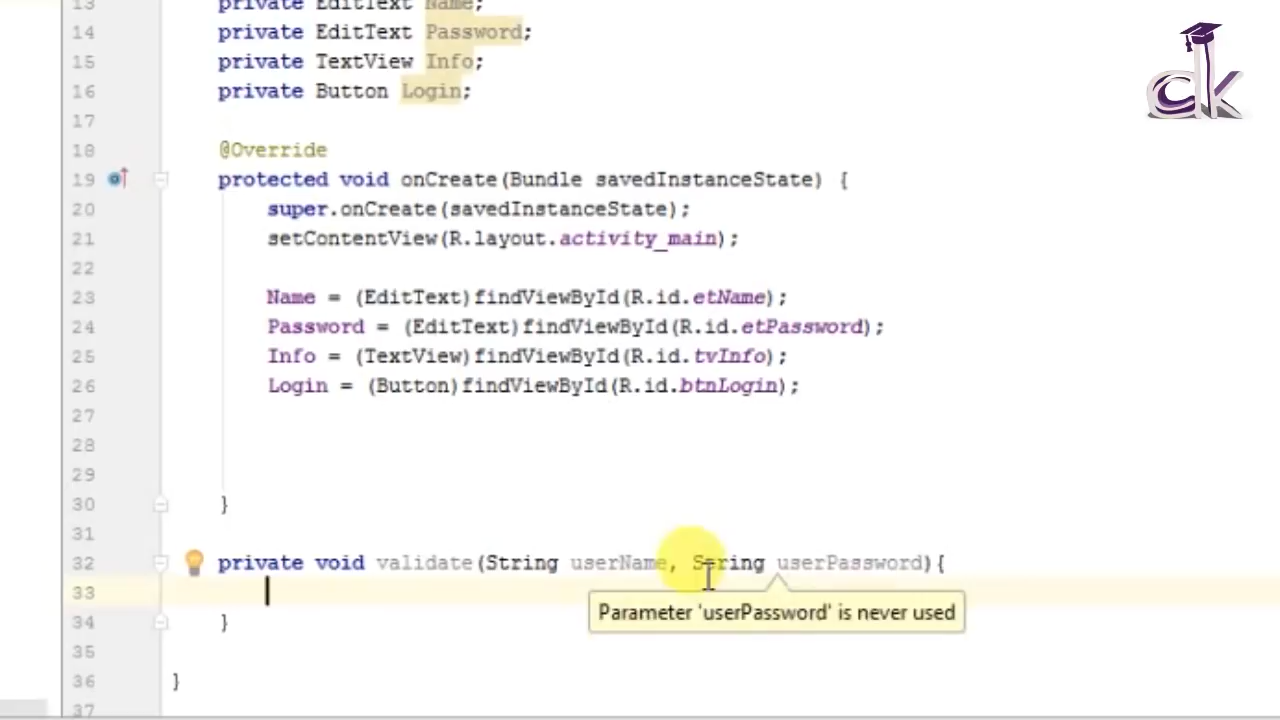 13 private EditText Name;
14 private EditText Password;
15 private TextView Info;
16 private Button Login;
17
18 @Override
19 protected void onCreate(Bundle savedInstanceState) {
20 super.onCreate(savedInstanceState);
21 setContentView(R.layout.activity_main);
22
23 Name = (EditText)findViewById(R.id.etName);
24 Password = (EditText)findViewById(R.id.etPassword);
25 Info = (TextView)findViewById(R.id.tvInfo);
26 Login = (Button)findViewById(R.id.btnLogin);
27
28
29
30 }
31
32 private void validate(String userName, String userPassword){
33
Parameter 'userPassword' is never used
34 }
35
36 }
37
ck